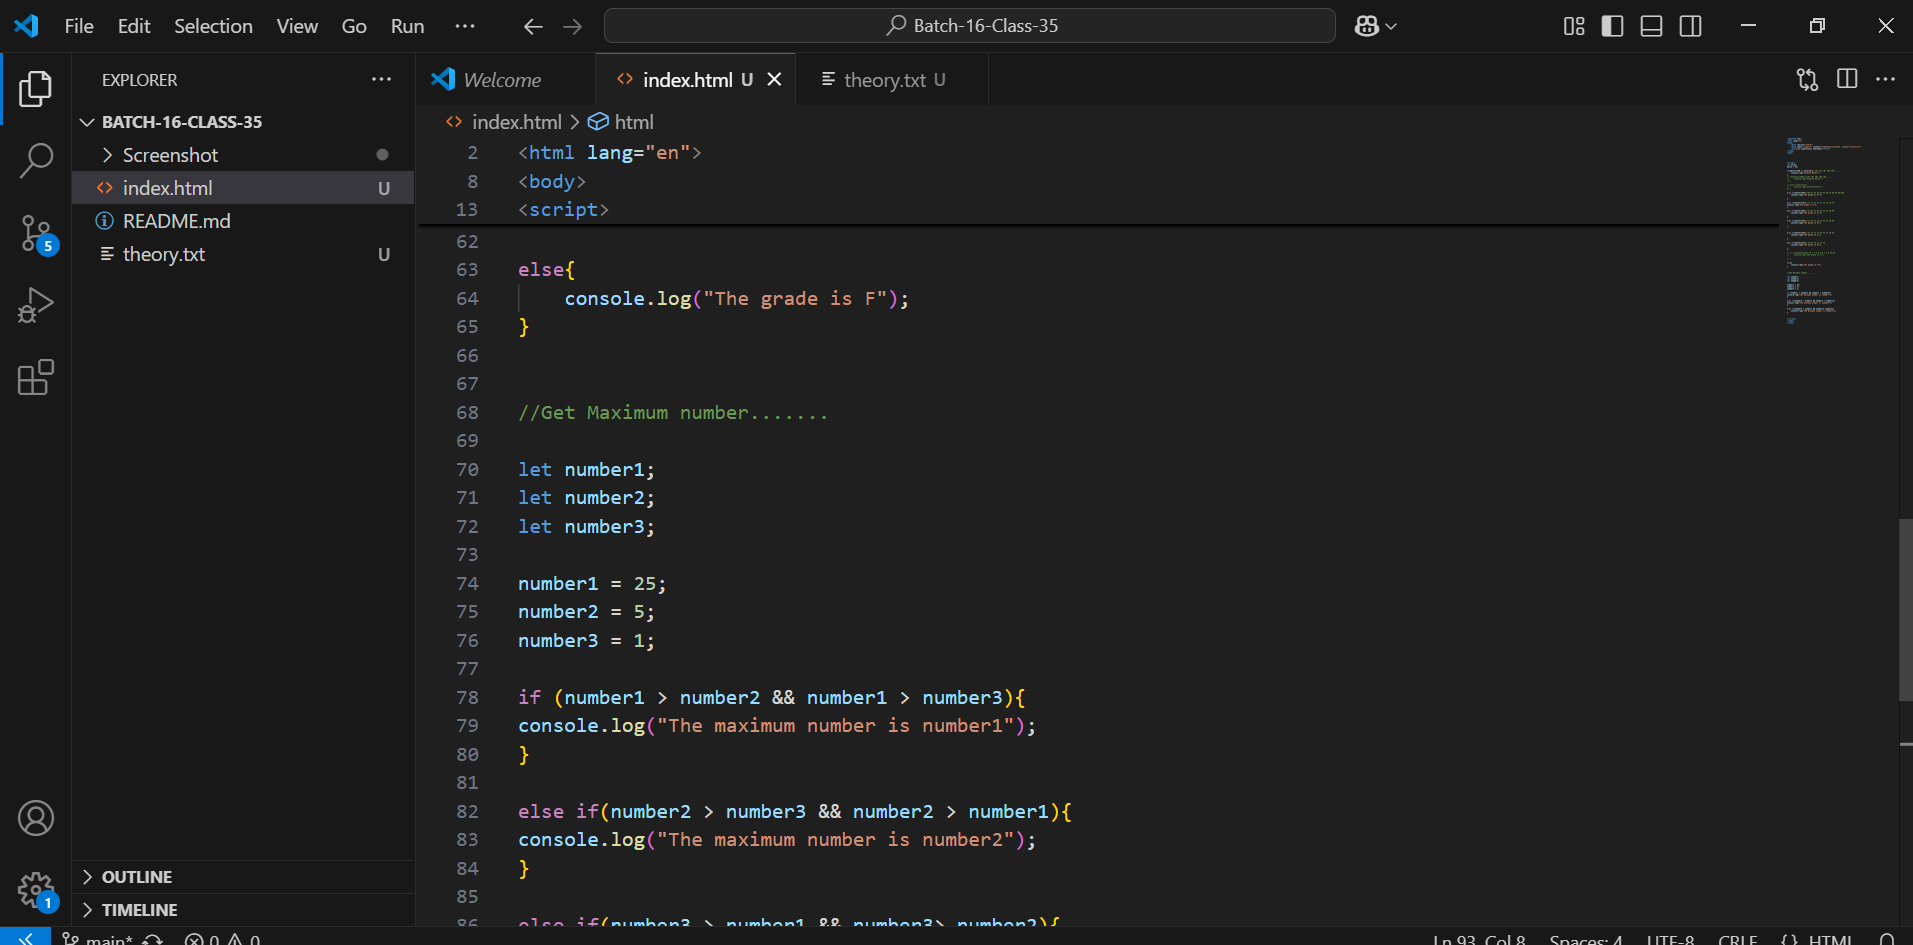 File Edit Selection View Go Run ··· Batch-16-Class-35
EXPLORER ···
BATCH-16-CLASS-35
Screenshot
index.html U
README.md
theory.txt U
OUTLINE
TIMELINE
5
1
Welcome index.html U theory.txt U ···
index.html > html
2 <html lang="en">
8 <body>
13 <script>
62
63 else{
64 console.log("The grade is F");
65 }
66
67
68 //Get Maximum number.......
69
70 let number1;
71 let number2;
72 let number3;
73
74 number1 = 25;
75 number2 = 5;
76 number3 = 1;
77
78 if (number1 > number2 && number1 > number3){
79 console.log("The maximum number is number1");
80 }
81
82 else if(number2 > number3 && number2 > number1){
83 console.log("The maximum number is number2");
84 }
85
86 else if(number3 > number1 && number3> number2){
main* 0 0 Ln 93, Col 8 Spaces: 4 UTF-8 CRLF {} HTML